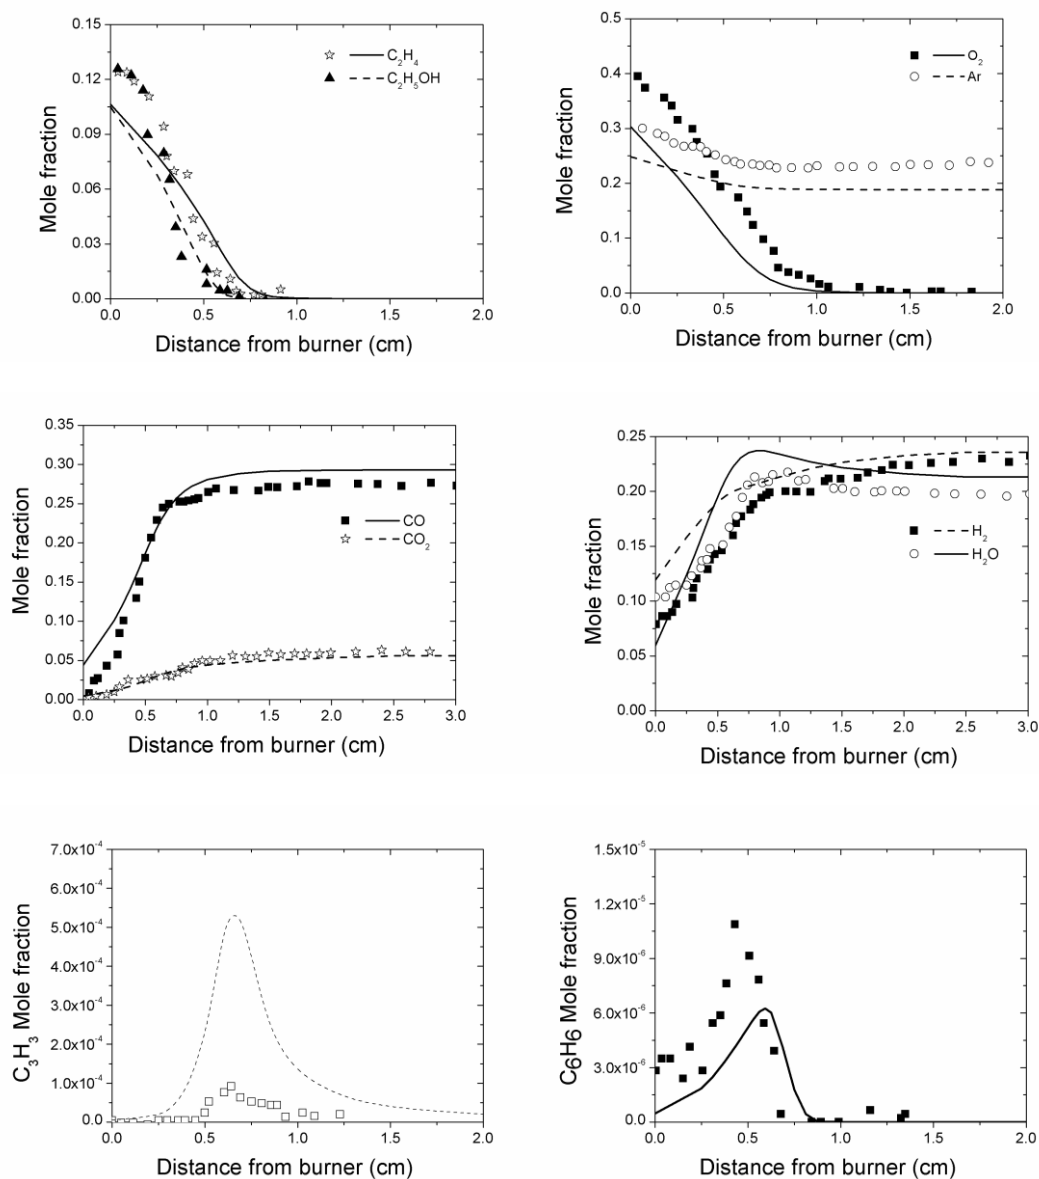 0.15
0.12
0.09
0.06
0.03
0.00
Mole fraction
C₂H₄
C₂H₅OH
0.0 0.5 1.0 1.5 2.0
Distance from burner (cm)
0.5
0.4
0.3
0.2
0.1
0.0
Mole fraction
O₂
Ar
0.0 0.5 1.0 1.5 2.0
Distance from burner (cm)
0.35
0.30
0.25
0.20
0.15
0.10
0.05
0.00
Mole fraction
CO
CO₂
0.0 0.5 1.0 1.5 2.0 2.5 3.0
Distance from burner (cm)
0.25
0.20
0.15
0.10
0.05
0.00
Mole fraction
H₂
H₂O
0.0 0.5 1.0 1.5 2.0 2.5 3.0
Distance from burner (cm)
7.0x10⁻⁴
6.0x10⁻⁴
5.0x10⁻⁴
4.0x10⁻⁴
3.0x10⁻⁴
2.0x10⁻⁴
1.0x10⁻⁴
0.0
C₃H₃ Mole fraction
0.0 0.5 1.0 1.5 2.0
Distance from burner (cm)
1.5x10⁻⁵
1.2x10⁻⁵
9.0x10⁻⁶
6.0x10⁻⁶
3.0x10⁻⁶
0.0
C6H6 Mole fraction
0.0 0.5 1.0 1.5 2.0
Distance from burner (cm)